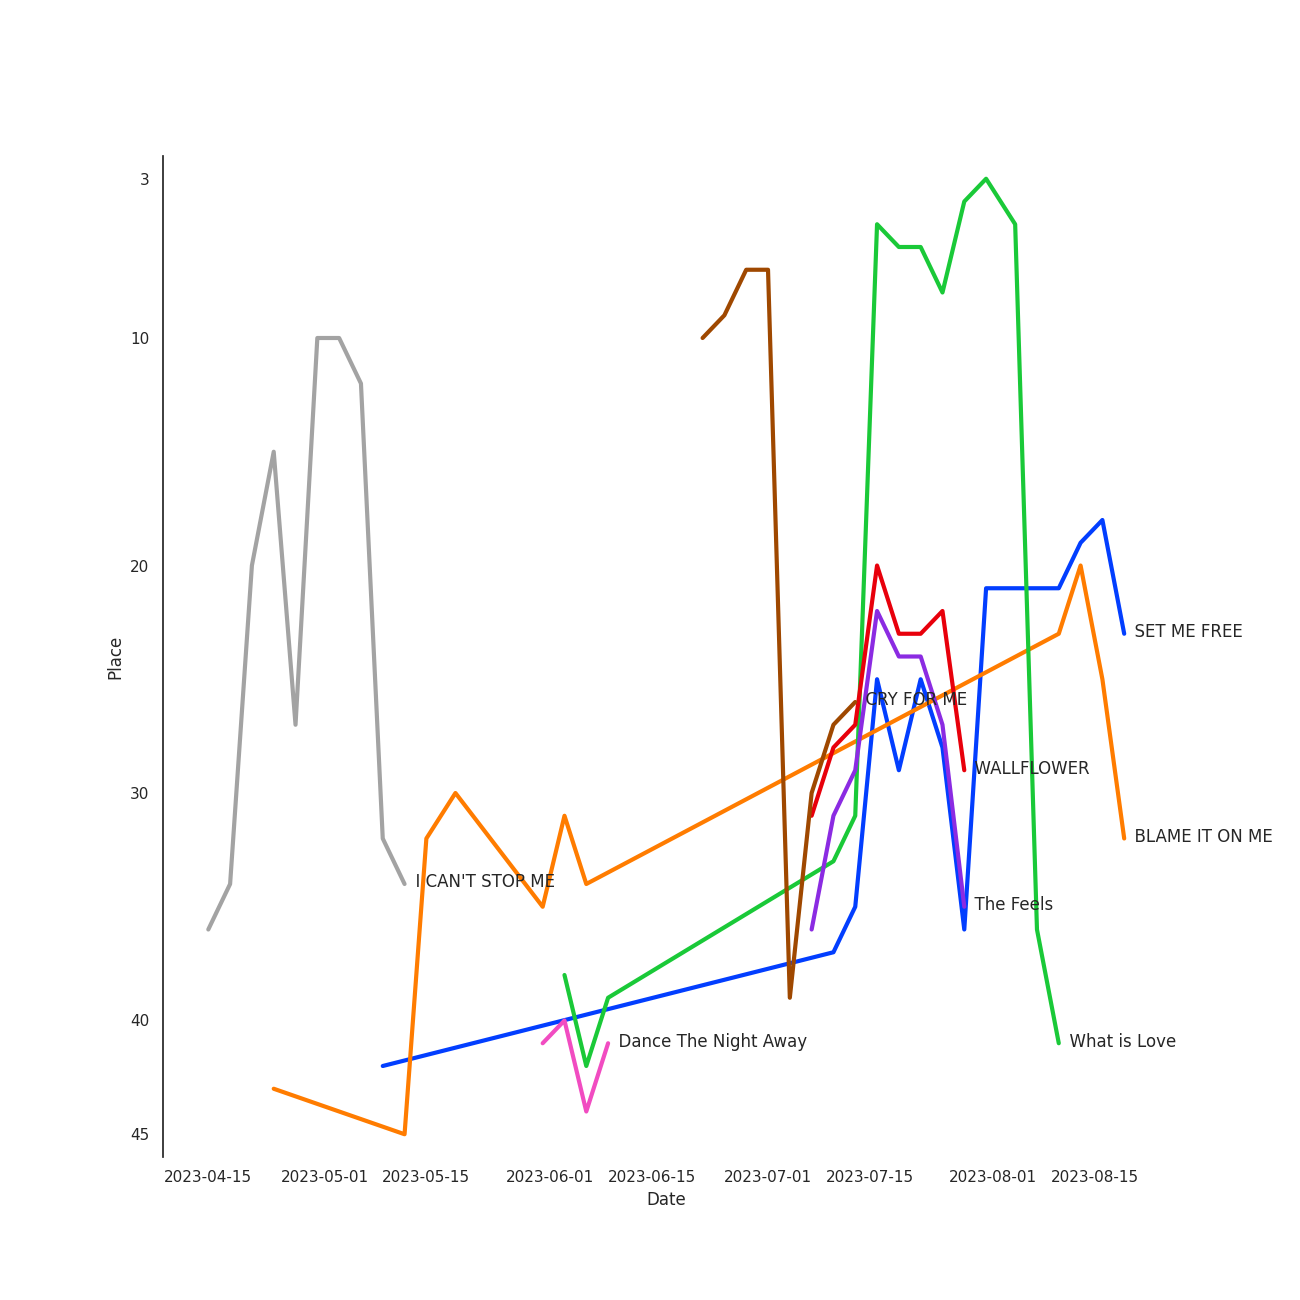 3
10
20
30
40
45
Place
CRY FOR ME
SET ME FREE
WALLFLOWER
BLAME IT ON ME
I CAN'T STOP ME
The Feels
Dance The Night Away
What is Love
2023-04-15 2023-05-01 2023-05-15 2023-06-01 2023-06-15 2023-07-01 2023-07-15 2023-08-01 2023-08-15
Date